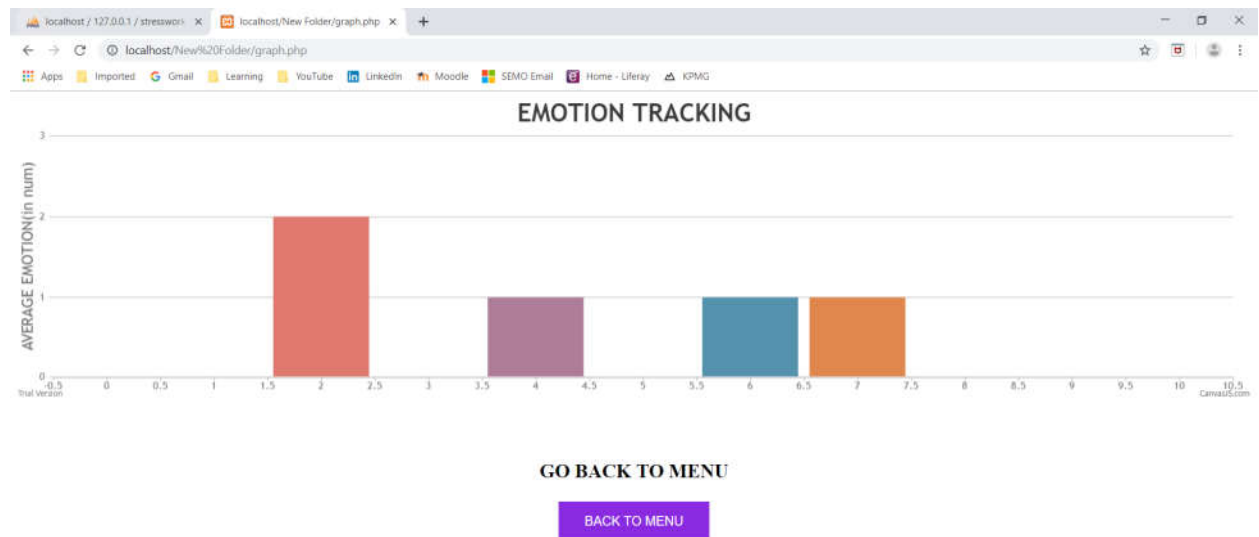 localhost / 127.0.0.1 / stresswork
localhost/New Folder/graph.php
localhost/New%20Folder/graph.php
Apps Imported Gmail Learning YouTube LinkedIn Moodle SEMO Email Home - Liferay KPMG
EMOTION TRACKING
AVERAGE EMOTION(in num)
3
2
1
0
-0.5 0 0.5 1 1.5 2 2.5 3 3.5 4 4.5 5 5.5 6 6.5 7 7.5 8 8.5 9 9.5 10 10.5
Trial Version CanvasJS.com
GO BACK TO MENU
BACK TO MENU